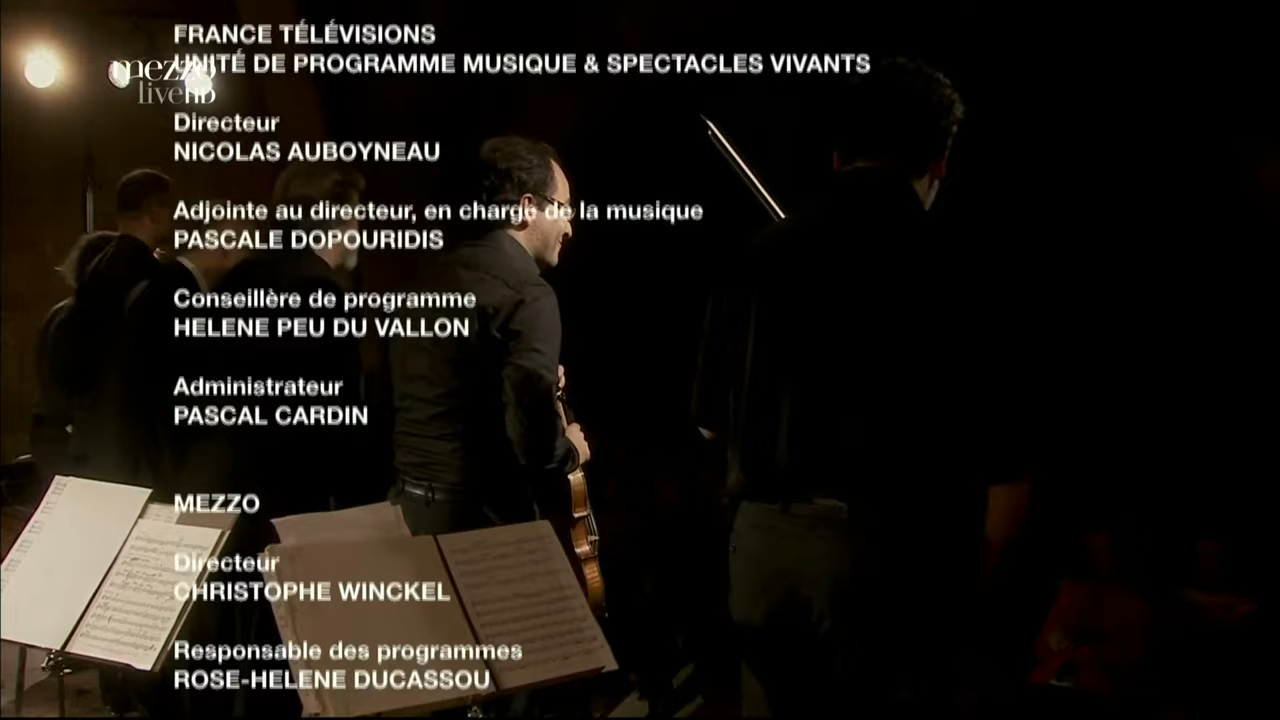 FRANCE TÉLÉVISIONS
UNITÉ DE PROGRAMME MUSIQUE & SPECTACLES VIVANTS
mezzo
liveHD
Directeur
NICOLAS AUBOYNEAU
Adjointe au directeur, en charge de la musique
PASCALE DOPOURIDIS
Conseillère de programme
HELENE PEU DU VALLON
Administrateur
PASCAL CARDIN
MEZZO
Directeur
CHRISTOPHE WINCKEL
Responsable des programmes
ROSE-HELENE DUCASSOU